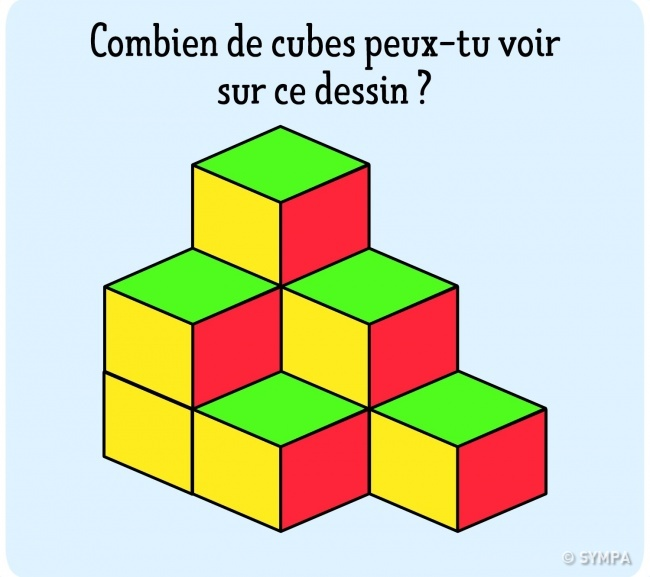 Combien de cubes peux-tu voir
sur ce dessin ?
© SYMPA